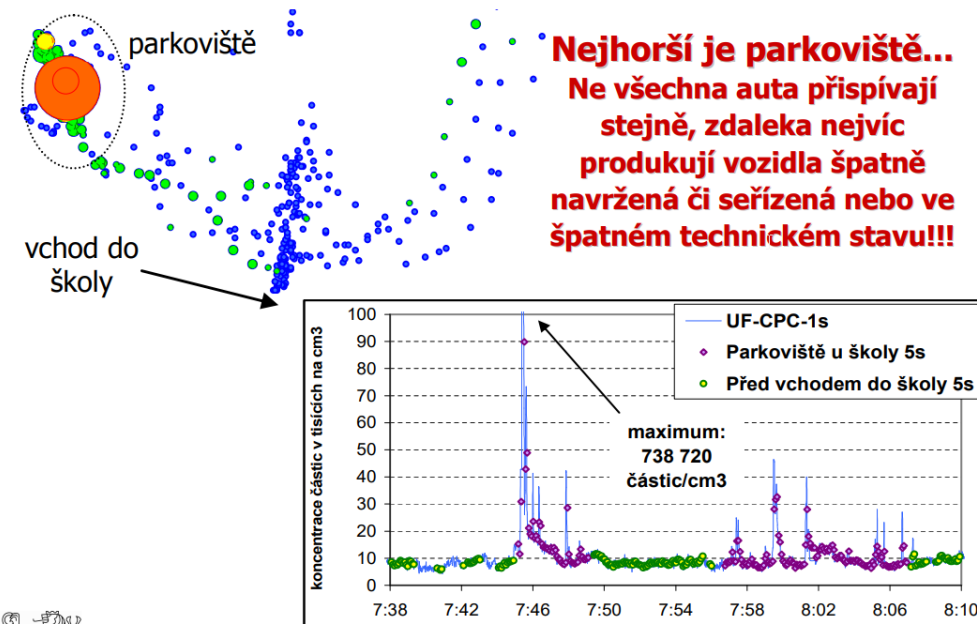 parkoviště
Nejhorší je parkoviště...
Ne všechna auta přispívají
stejně, zdaleka nejvíc
produkují vozidla špatně
navržená či seřízená nebo ve
špatném technickém stavu!!!
vchod do
školy
koncentrace částic v tisících na cm3
100
90
80
70
60
50
40
30
20
10
0
UF-CPC-1s
Parkoviště u školy 5s
Před vchodem do školy 5s
maximum:
738 720
částic/cm3
7:38 7:42 7:46 7:50 7:54 7:58 8:02 8:06 8:10